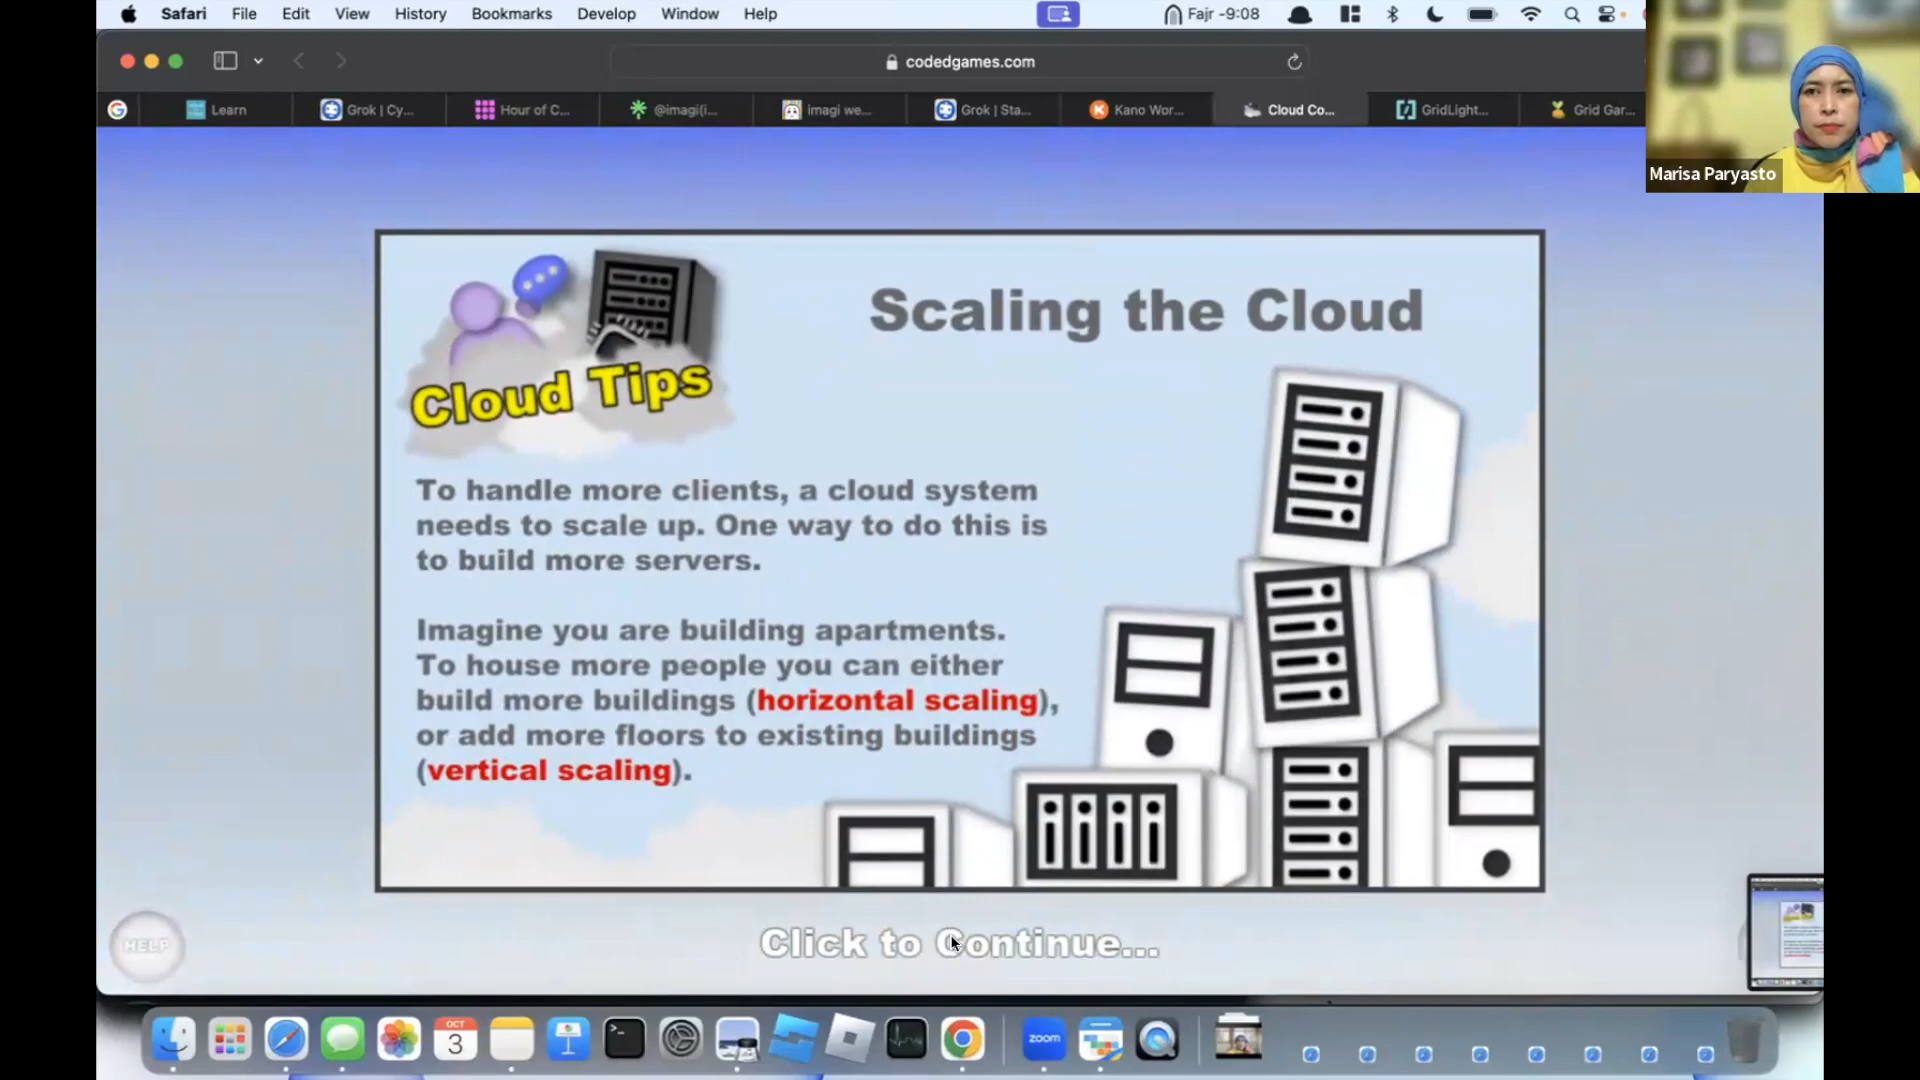 Safari File Edit View History Bookmarks Develop Window Help Fajr -9:08
codedgames.com
Learn Grok | Cy... Hour of C... @imagi(i... imagi we... Grok | Sta... Kano Wor... Cloud Co... GridLight... Grid Gar...
Marisa Paryasto
Scaling the Cloud
Cloud Tips
To handle more clients, a cloud system
needs to scale up. One way to do this is
to build more servers.
Imagine you are building apartments.
To house more people you can either
build more buildings (horizontal scaling),
or add more floors to existing buildings
(vertical scaling).
HELP
Click to Continue...
OCT
3
zoom